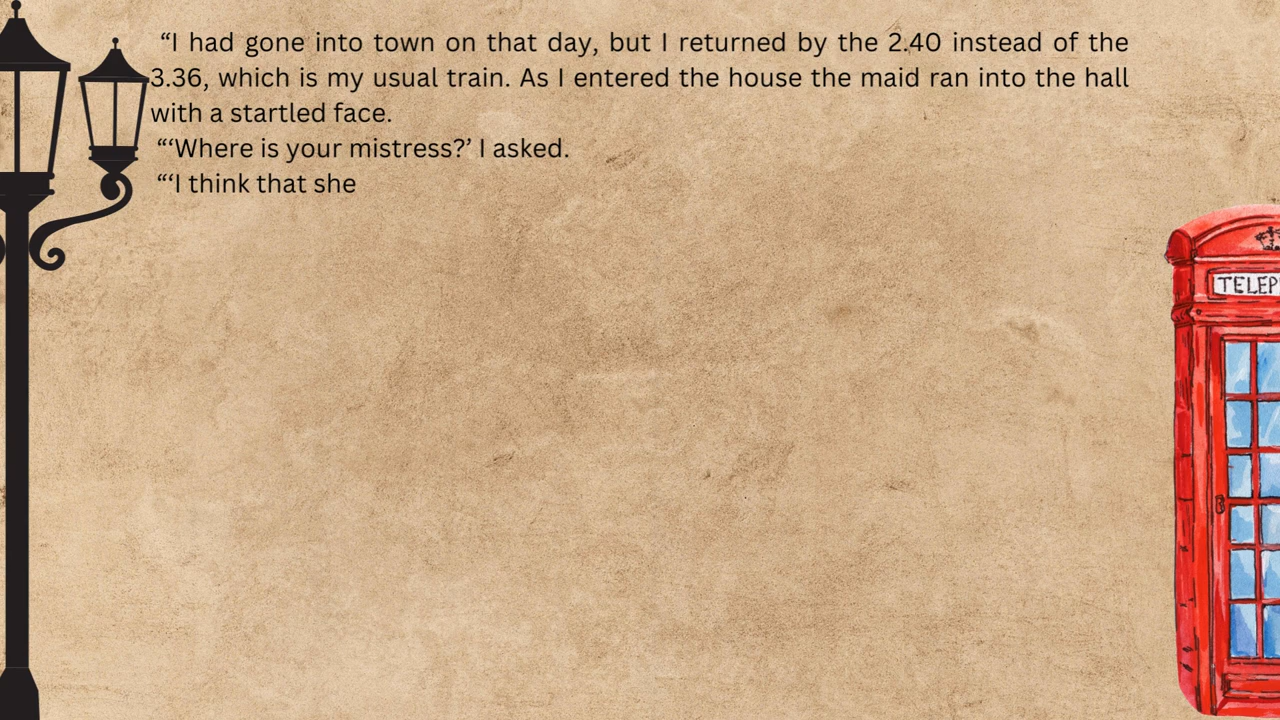 “I had gone into town on that day, but I returned by the 2.40 instead of the
3.36, which is my usual train. As I entered the house the maid ran into the hall
with a startled face.
“‘Where is your mistress?’ I asked.
“‘I think that she
TELEP